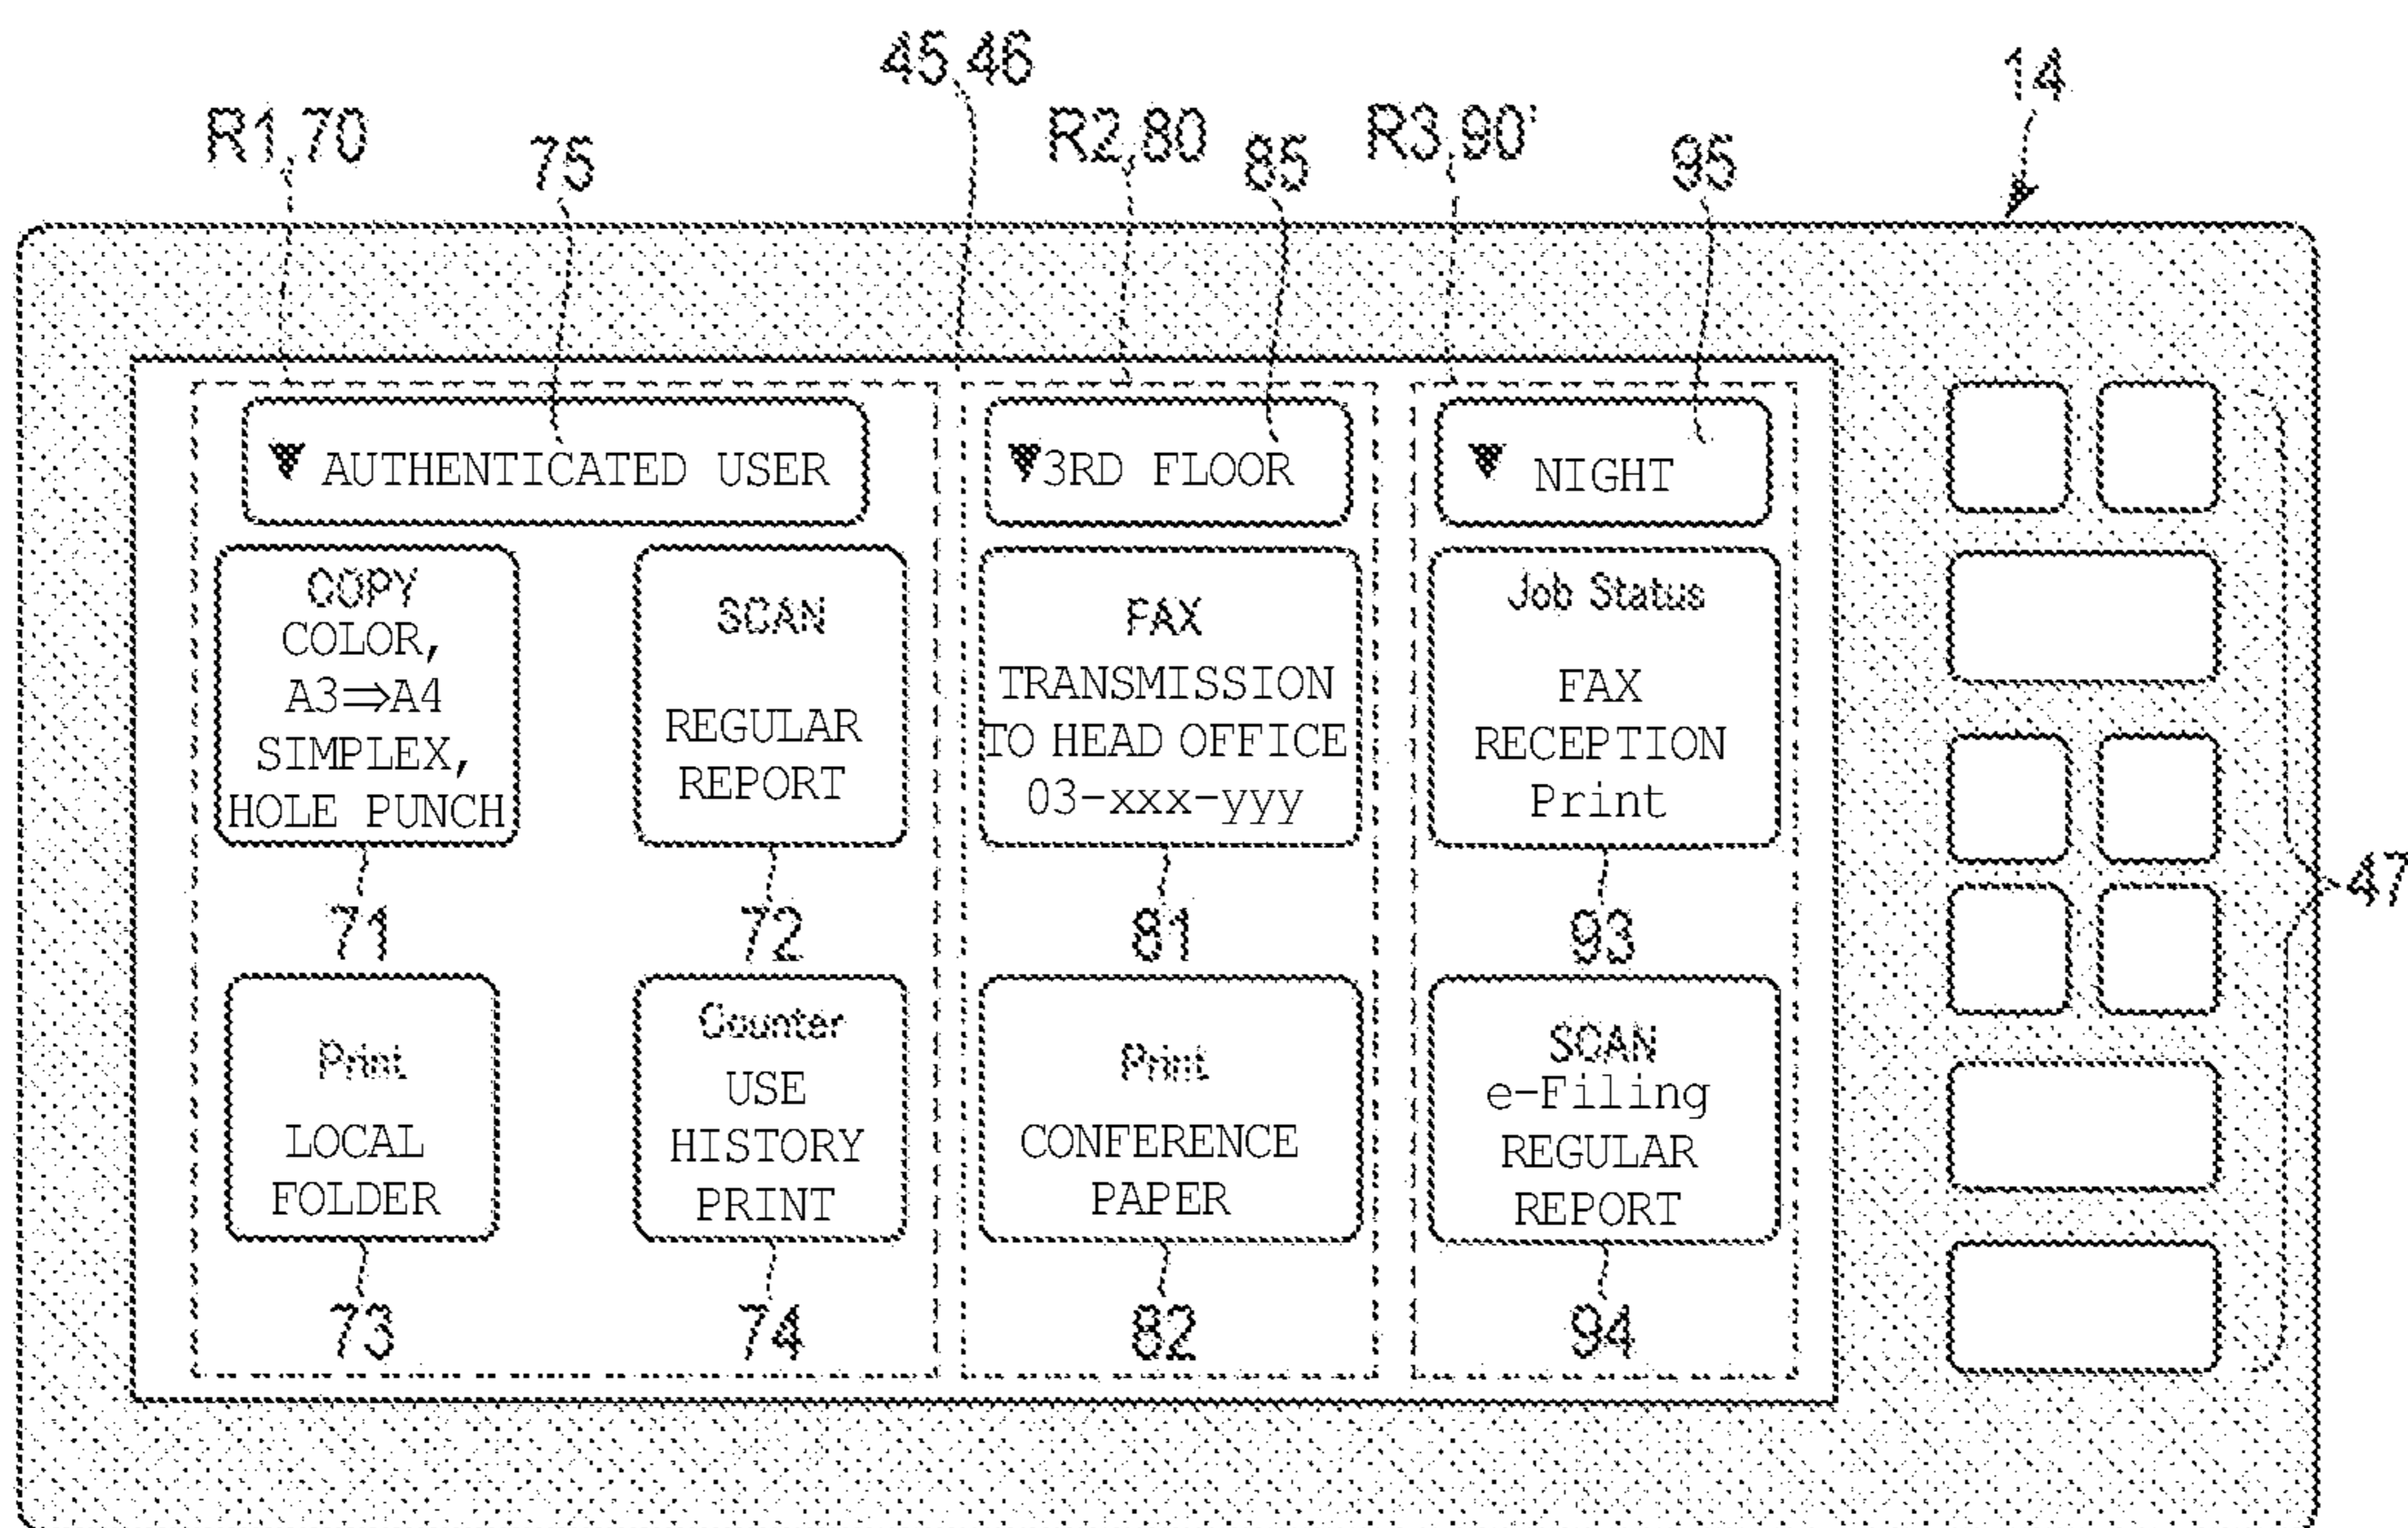 45,46
14
R1,70
75
R2,80
85
R3,90'
95
▼ AUTHENTICATED USER
▼3RD FLOOR
▼ NIGHT
COPY
COLOR,
A3⇒A4
SIMPLEX,
HOLE PUNCH
SCAN
REGULAR
REPORT
FAX
TRANSMISSION
TO HEAD OFFICE
03-xxx-yyy
Job Status
FAX
RECEPTION
Print
71
72
81
93
47
Print
LOCAL
FOLDER
Counter
USE
HISTORY
PRINT
Print
CONFERENCE
PAPER
SCAN
e-Filing
REGULAR
REPORT
73
74
82
94